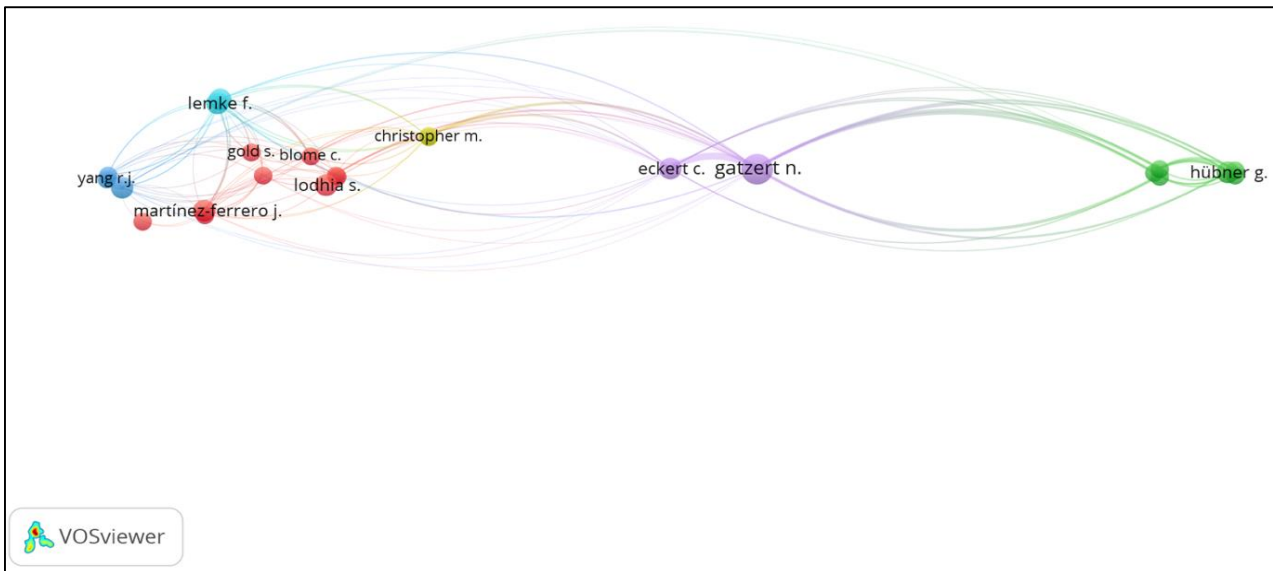 lemke f.
christopher m.
gold s.
blome c.
yang r.j.
lodhia s.
martínez-ferrero j.
eckert c.
gatzert n.
hübner g.
VOSviewer